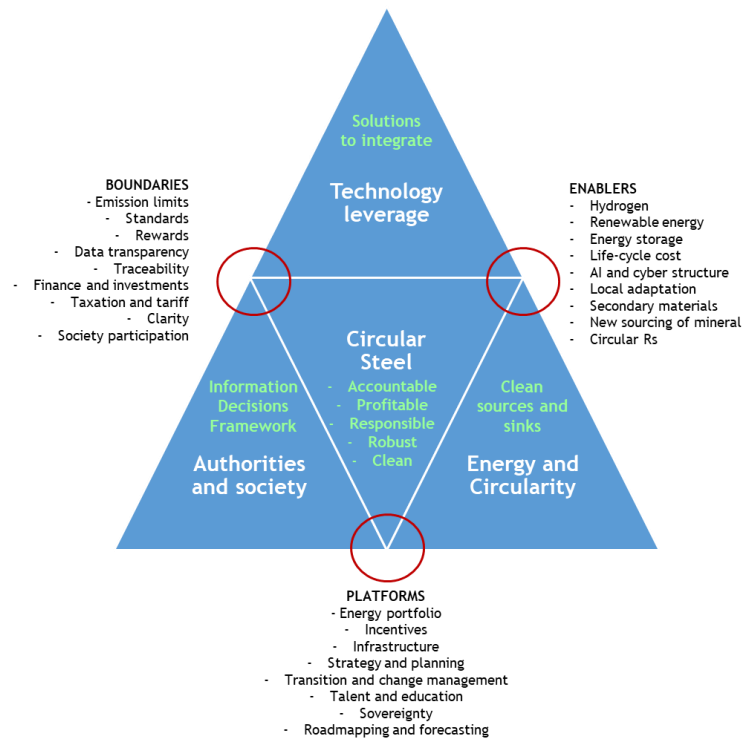 Solutions
to integrate
Technology
leverage
BOUNDARIES
- Emission limits
- Standards
- Rewards
- Data transparency
- Traceability
- Finance and investments
- Taxation and tariff
- Clarity
- Society participation
ENABLERS
- Hydrogen
- Renewable energy
- Energy storage
- Life-cycle cost
- AI and cyber structure
- Local adaptation
- Secondary materials
- New sourcing of mineral
- Circular Rs
Circular
Steel
- Accountable
- Profitable
- Responsible
- Robust
- Clean
Information
Decisions
Framework
Authorities
and society
Clean
sources and
sinks
Energy and
Circularity
PLATFORMS
- Energy portfolio
- Incentives
- Infrastructure
- Strategy and planning
- Transition and change management
- Talent and education
- Sovereignty
- Roadmapping and forecasting